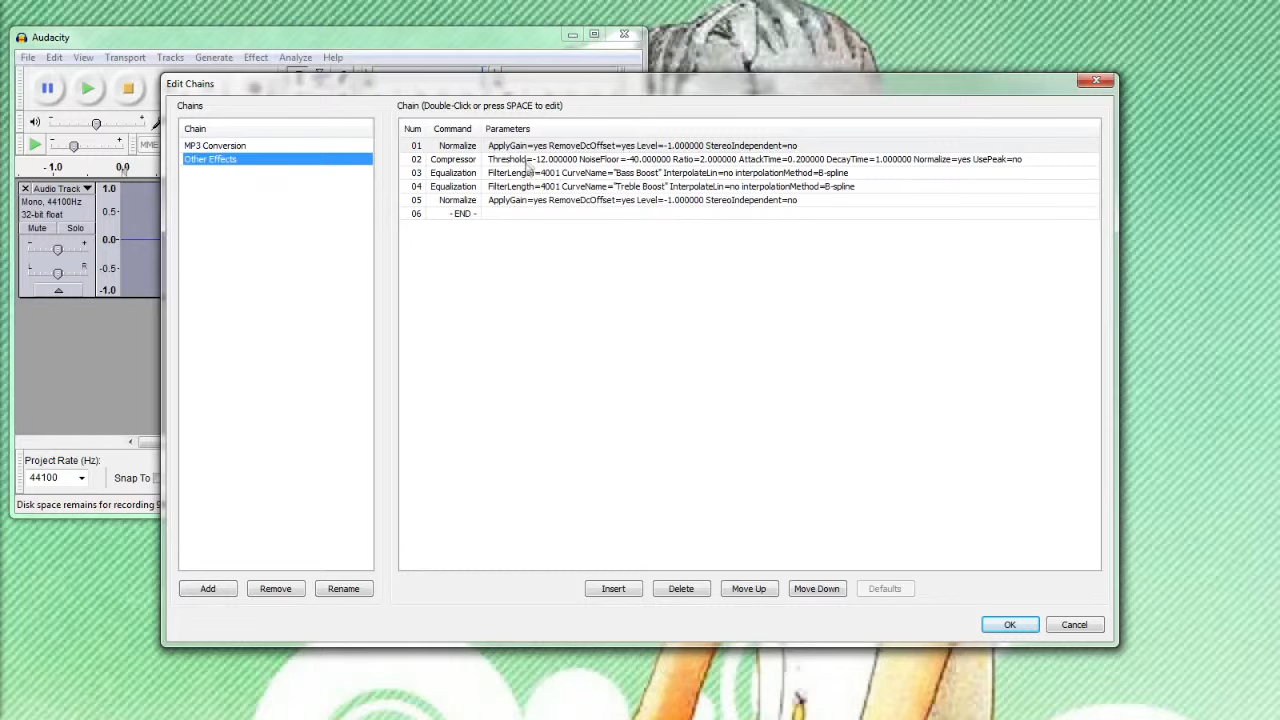 Audacity
File Edit View Transport Tracks Generate Effect Analyze Help
Edit Chains
Chains
Chain (Double-Click or press SPACE to edit)
Chain
MP3 Conversion
Other Effects
Num Command Parameters
01 Normalize ApplyGain=yes RemoveDcOffset=yes Level=-1.000000 StereoIndependent=no
02 Compressor Threshold=-12.000000 NoiseFloor=-40.000000 Ratio=2.000000 AttackTime=0.200000 DecayTime=1.000000 Normalize=yes UsePeak=no
03 Equalization FilterLength=4001 CurveName="Bass Boost" InterpolateLin=no interpolationMethod=B-spline
04 Equalization FilterLength=4001 CurveName="Treble Boost" InterpolateLin=no interpolationMethod=B-spline
05 Normalize ApplyGain=yes RemoveDcOffset=yes Level=-1.000000 StereoIndependent=no
06 - END -
MME
-1.0 0.0
Audio Track 1.0
Mono, 44100Hz
32-bit float
0.5
Mute Solo
0.0
- +
L R
-0.5
-1.0
Project Rate (Hz):
44100 Snap To
Disk space remains for recording
Add Remove Rename
Insert Delete Move Up Move Down Defaults
OK Cancel